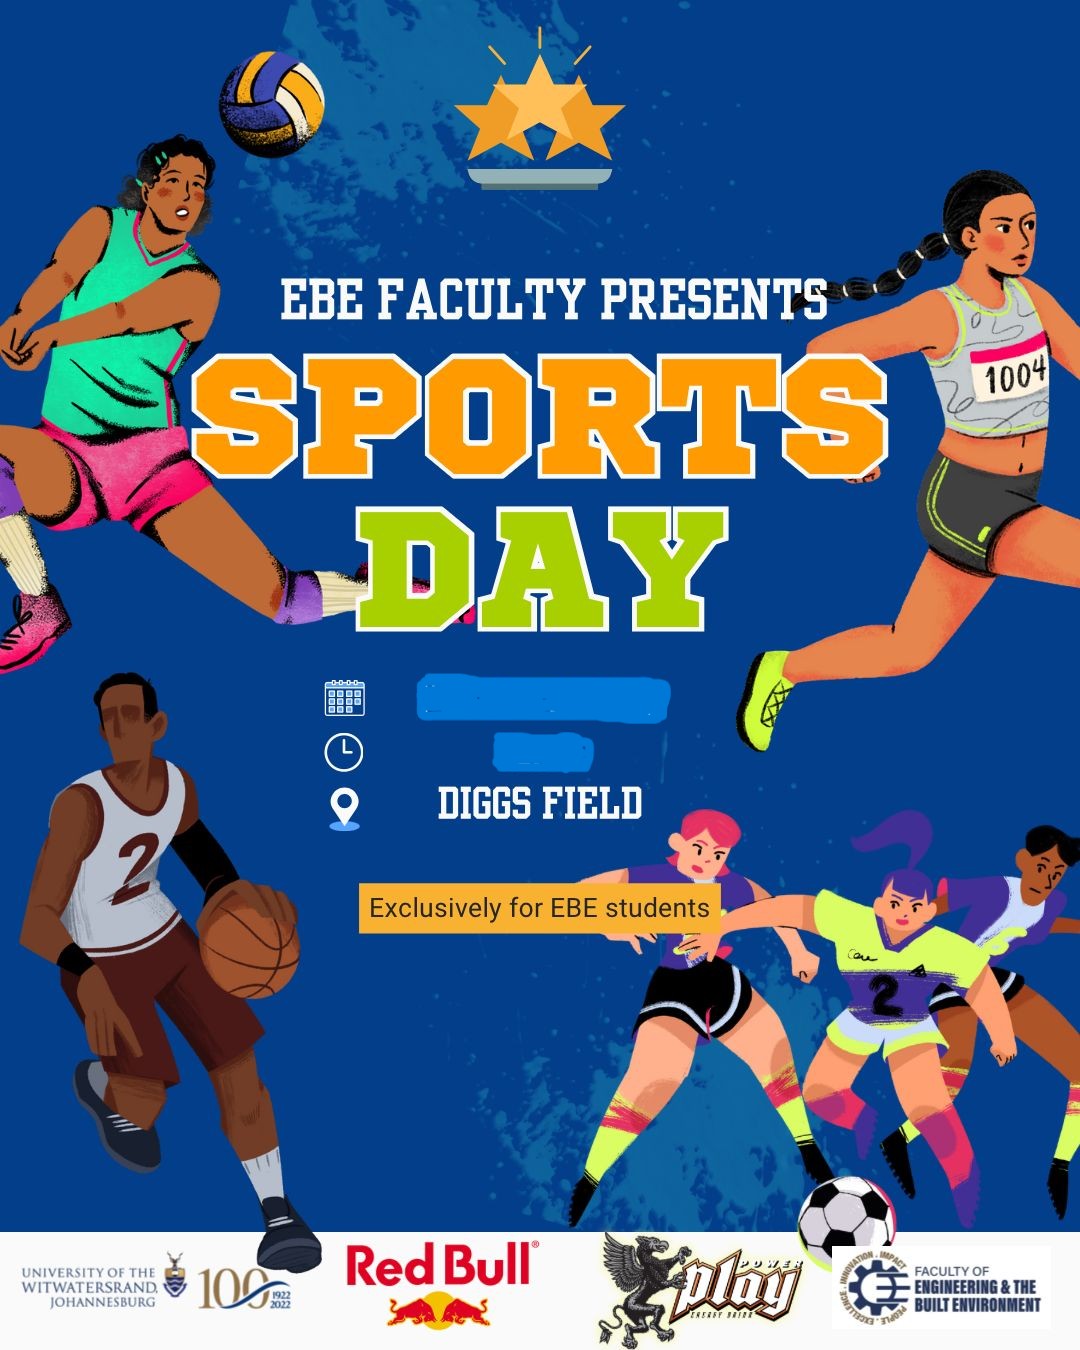 EBE FACULTY PRESENTS
SPORTS
DAY
1004
2
DIGGS FIELD
Exclusively for EBE students
2
UNIVERSITY OF THE
WITWATERSRAND,
JOHANNESBURG
100 1922
2022
Red Bull®
POWER
play
ENERGY DRINK
INNOVATION . IMPACT
. PEOPLE . EXCELLENCE .
FACULTY OF
ENGINEERING & THE
BUILT ENVIRONMENT